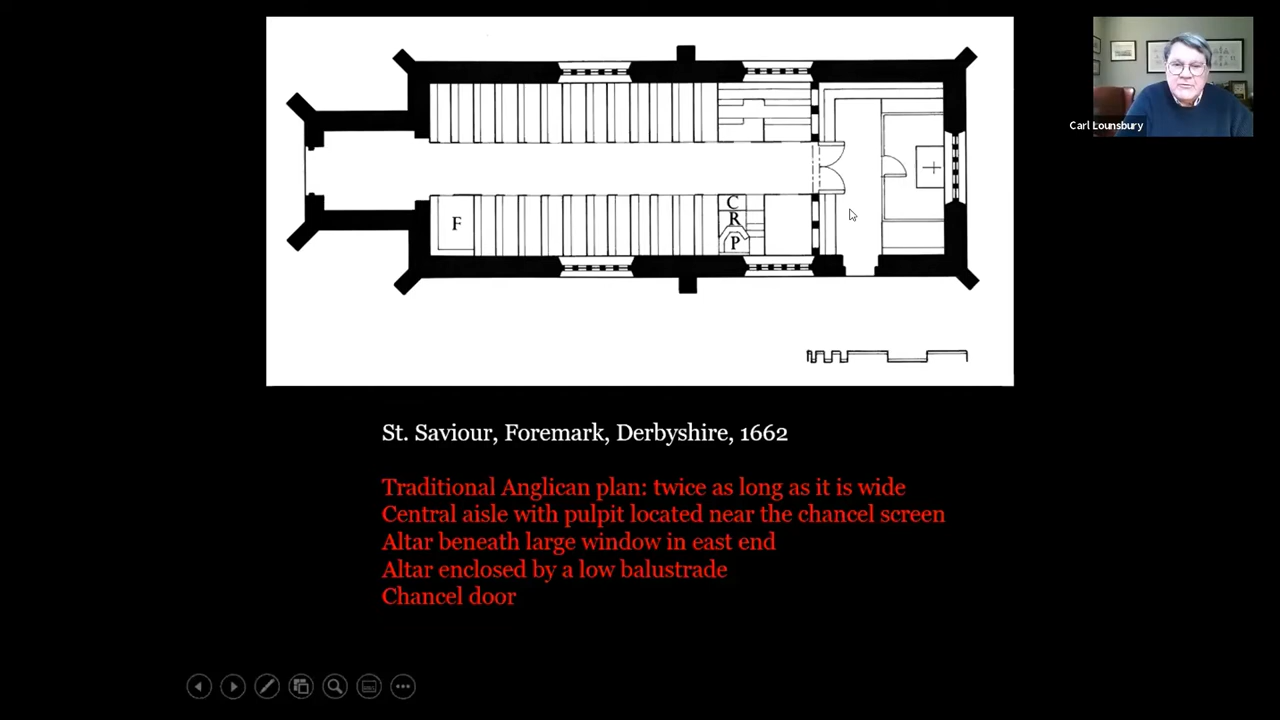 Carl Lounsbury
F
C
R
P
St. Saviour, Foremark, Derbyshire, 1662
Traditional Anglican plan: twice as long as it is wide
Central aisle with pulpit located near the chancel screen
Altar beneath large window in east end
Altar enclosed by a low balustrade
Chancel door